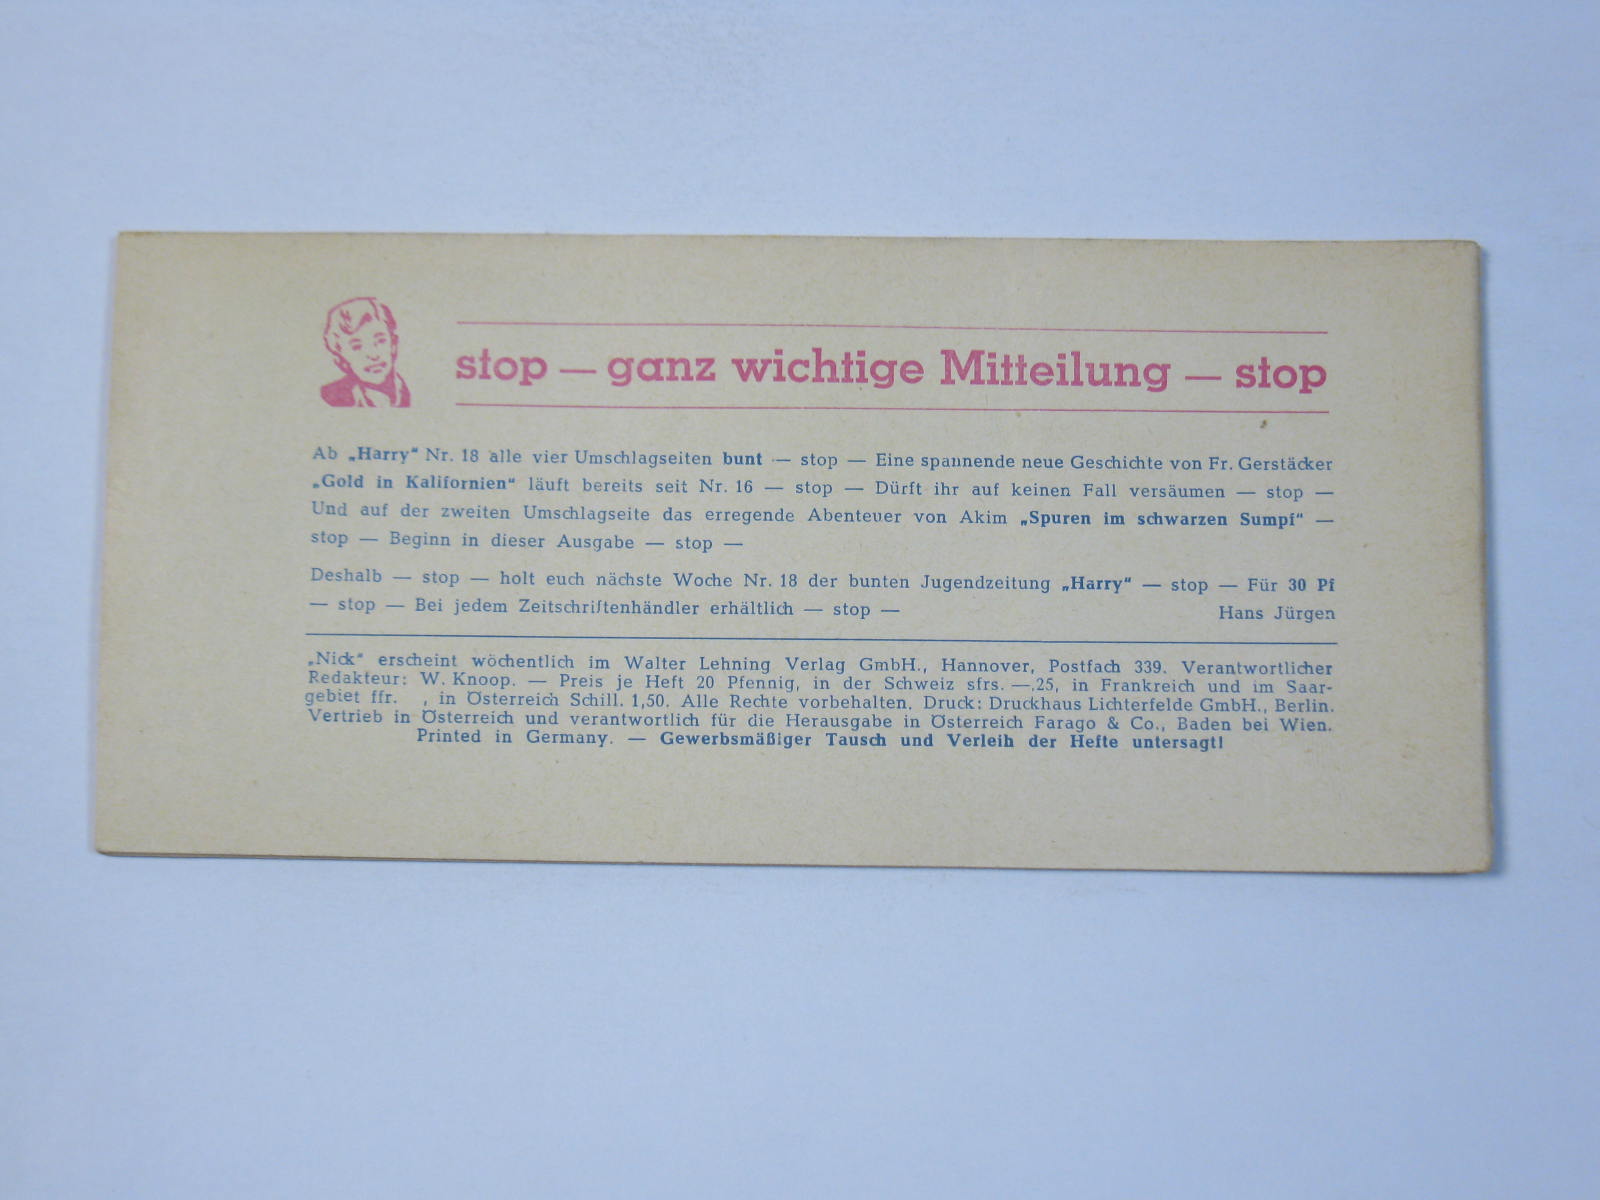 stop — ganz wichtige Mitteilung — stop
Ab „Harry“ Nr. 18 alle vier Umschlagseiten bunt — stop — Eine spannende neue Geschichte von Fr. Gerstäcker
„Gold in Kalifornien“ läuft bereits seit Nr. 16 — stop — Dürft ihr auf keinen Fall versäumen — stop —
Und auf der zweiten Umschlagseite das erregende Abenteuer von Akim „Spuren im schwarzen Sumpf“ —
stop — Beginn in dieser Ausgabe — stop —
Deshalb — stop — holt euch nächste Woche Nr. 18 der bunten Jugendzeitung „Harry“ — stop — Für 30 Pf
— stop — Bei jedem Zeitschriftenhändler erhältlich — stop — Hans Jürgen
„Nick“ erscheint wöchentlich im Walter Lehning Verlag GmbH., Hannover, Postfach 339. Verantwortlicher
Redakteur: W. Knoop. — Preis je Heft 20 Pfennig, in der Schweiz sfrs. —.25, in Frankreich und im Saar-
gebiet ffr. , in Österreich Schill. 1,50. Alle Rechte vorbehalten. Druck: Druckhaus Lichterfelde GmbH., Berlin.
Vertrieb in Österreich und verantwortlich für die Herausgabe in Österreich Farago & Co., Baden bei Wien.
Printed in Germany. — Gewerbsmäßiger Tausch und Verleih der Hefte untersagt!